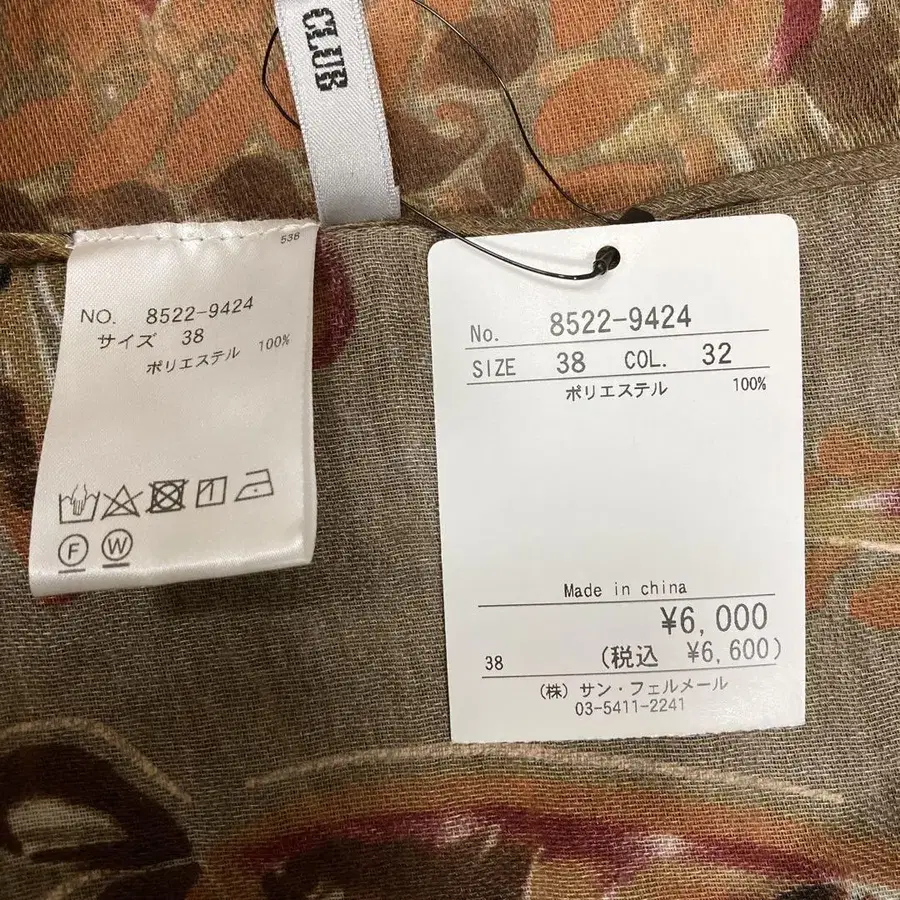 CLUB
536
NO. 8522-9424
サイズ 38
ポリエステル 100%
F W
No. 8522-9424
SIZE 38 COL. 32
ポリエステル 100%
Made in china
¥6,000
38 (税込 ¥6,600)
(株) サン・フェルメール
03-5411-2241